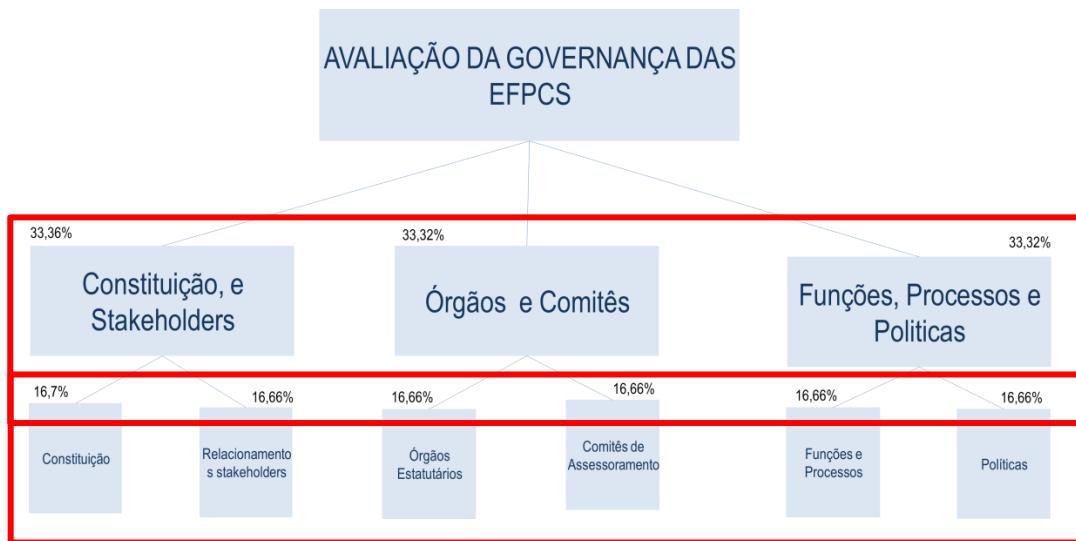 AVALIAÇÃO DA GOVERNANÇA DAS
EFPCS
33,36%
33,32%
33,32%
Constituição, e
Stakeholders
Órgãos e Comitês
Funções, Processos e
Politicas
16,7%
16,66%
16,66%
16,66%
16,66%
16,66%
Constituição
Relacionamento
s stakeholders
Órgãos
Estatutários
Comitês de
Assessoramento
Funções e
Processos
Políticas